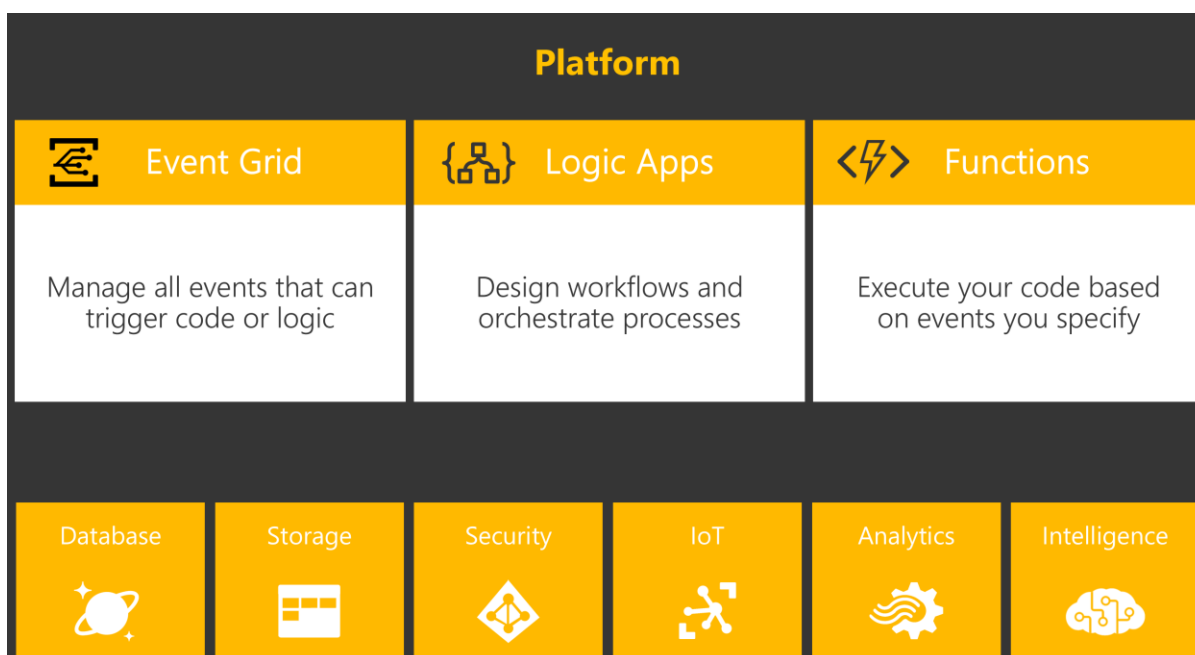 Platform
Event Grid
Manage all events that can
trigger code or logic
Logic Apps
Design workflows and
orchestrate processes
Functions
Execute your code based
on events you specify
Database
Storage
Security
IoT
Analytics
Intelligence